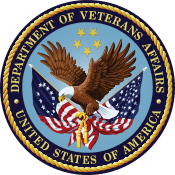 DEPARTMENT OF VETERANS AFFAIRS
UNITED STATES OF AMERICA